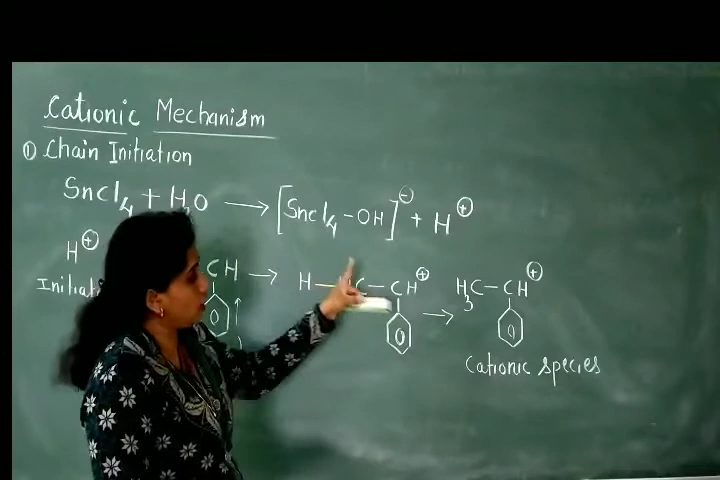 Cationic Mechanism
① Chain Initiation
SnCl4 + H2O ⟶ [SnCl4 – OH]⊖ + H⊕
H⊕ CH ⟶ H – C – CH⊕ ⟶ H3C – CH⊕
Cationic species